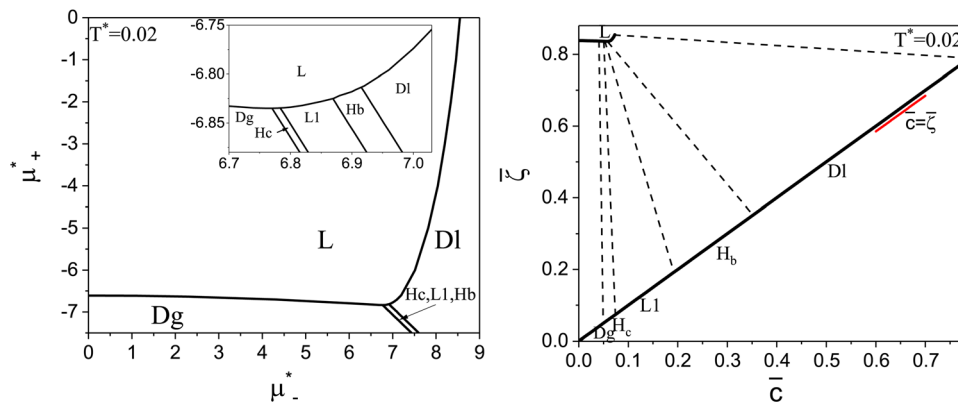 T*=0.02
L
Dg
Dl
Hc,L1,Hb
0
-1
-2
-3
-4
-5
-6
-7
0 1 2 3 4 5 6 7 8 9
μ*+
μ*-
-6.75
-6.80
-6.85
6.7 6.8 6.9 7.0
L
Dg
Hc
L1
Hb
Dl
T*=0.02
L
0.8
0.6
0.4
0.2
0.0
0.0 0.1 0.2 0.3 0.4 0.5 0.6 0.7
c̄=ζ̄
Dl
Hb
L1
Hc
Dg
ζ̄
c̄